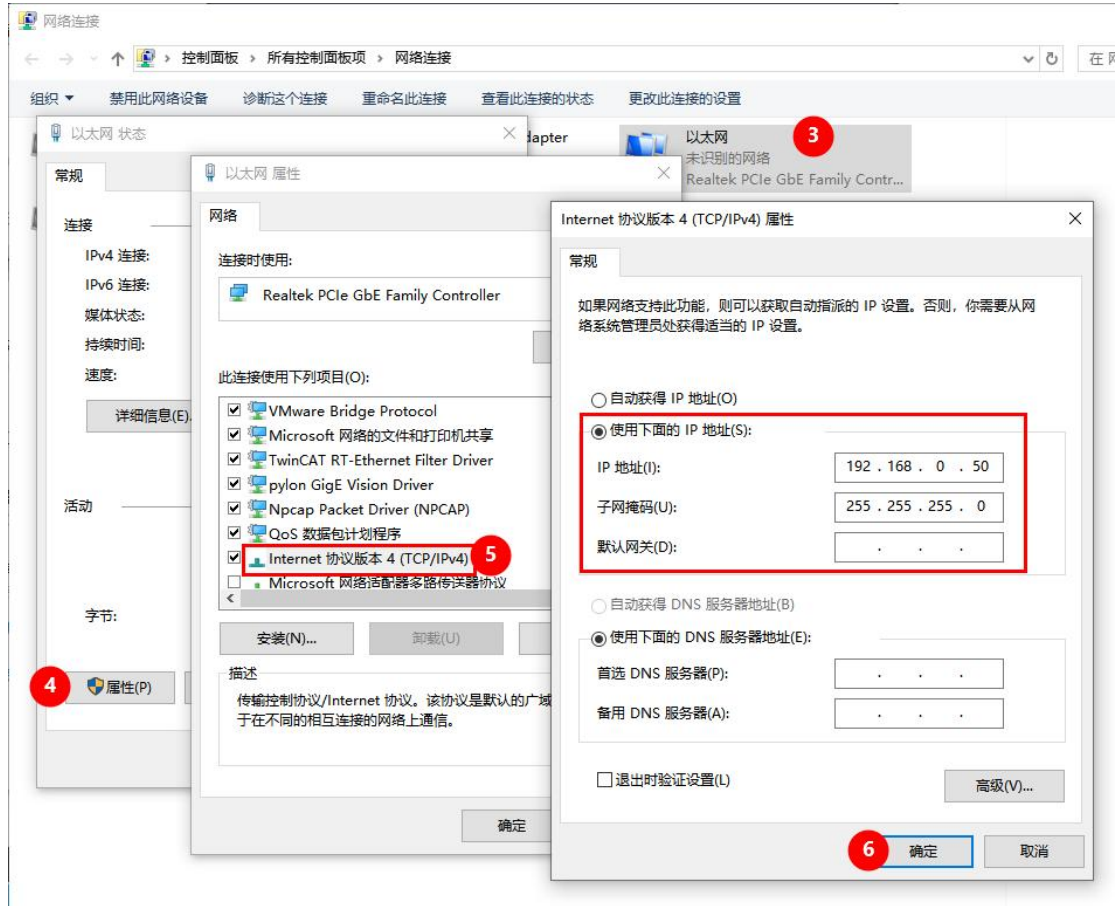 网络连接
控制面板 › 所有控制面板项 › 网络连接
在
组织
禁用此网络设备
诊断这个连接
重命名此连接
查看此连接的状态
更改此连接的设置
dapter
以太网
3
未识别的网络
Realtek PCIe GbE Family Contr...
以太网 状态
常规
连接
IPv4 连接:
IPv6 连接:
媒体状态:
持续时间:
速度:
详细信息(E)
活动
字节:
4
属性(P)
以太网 属性
网络
连接时使用:
Realtek PCIe GbE Family Controller
此连接使用下列项目(O):
VMware Bridge Protocol
Microsoft 网络的文件和打印机共享
TwinCAT RT-Ethernet Filter Driver
pylon GigE Vision Driver
Npcap Packet Driver (NPCAP)
QoS 数据包计划程序
Internet 协议版本 4 (TCP/IPv4)
5
Microsoft 网络适配器多路传送器协议
安装(N)...
卸载(U)
描述
传输控制协议/Internet 协议。该协议是默认的广域
于在不同的相互连接的网络上通信。
确定
Internet 协议版本 4 (TCP/IPv4) 属性
常规
如果网络支持此功能，则可以获取自动指派的 IP 设置。否则，你需要从网
络系统管理员处获得适当的 IP 设置。
自动获得 IP 地址(O)
使用下面的 IP 地址(S):
IP 地址(I):
192 . 168 . 0 . 50
子网掩码(U):
255 . 255 . 255 . 0
默认网关(D):
. . .
自动获得 DNS 服务器地址(B)
使用下面的 DNS 服务器地址(E):
首选 DNS 服务器(P):
. . .
备用 DNS 服务器(A):
. . .
退出时验证设置(L)
高级(V)...
6
确定
取消